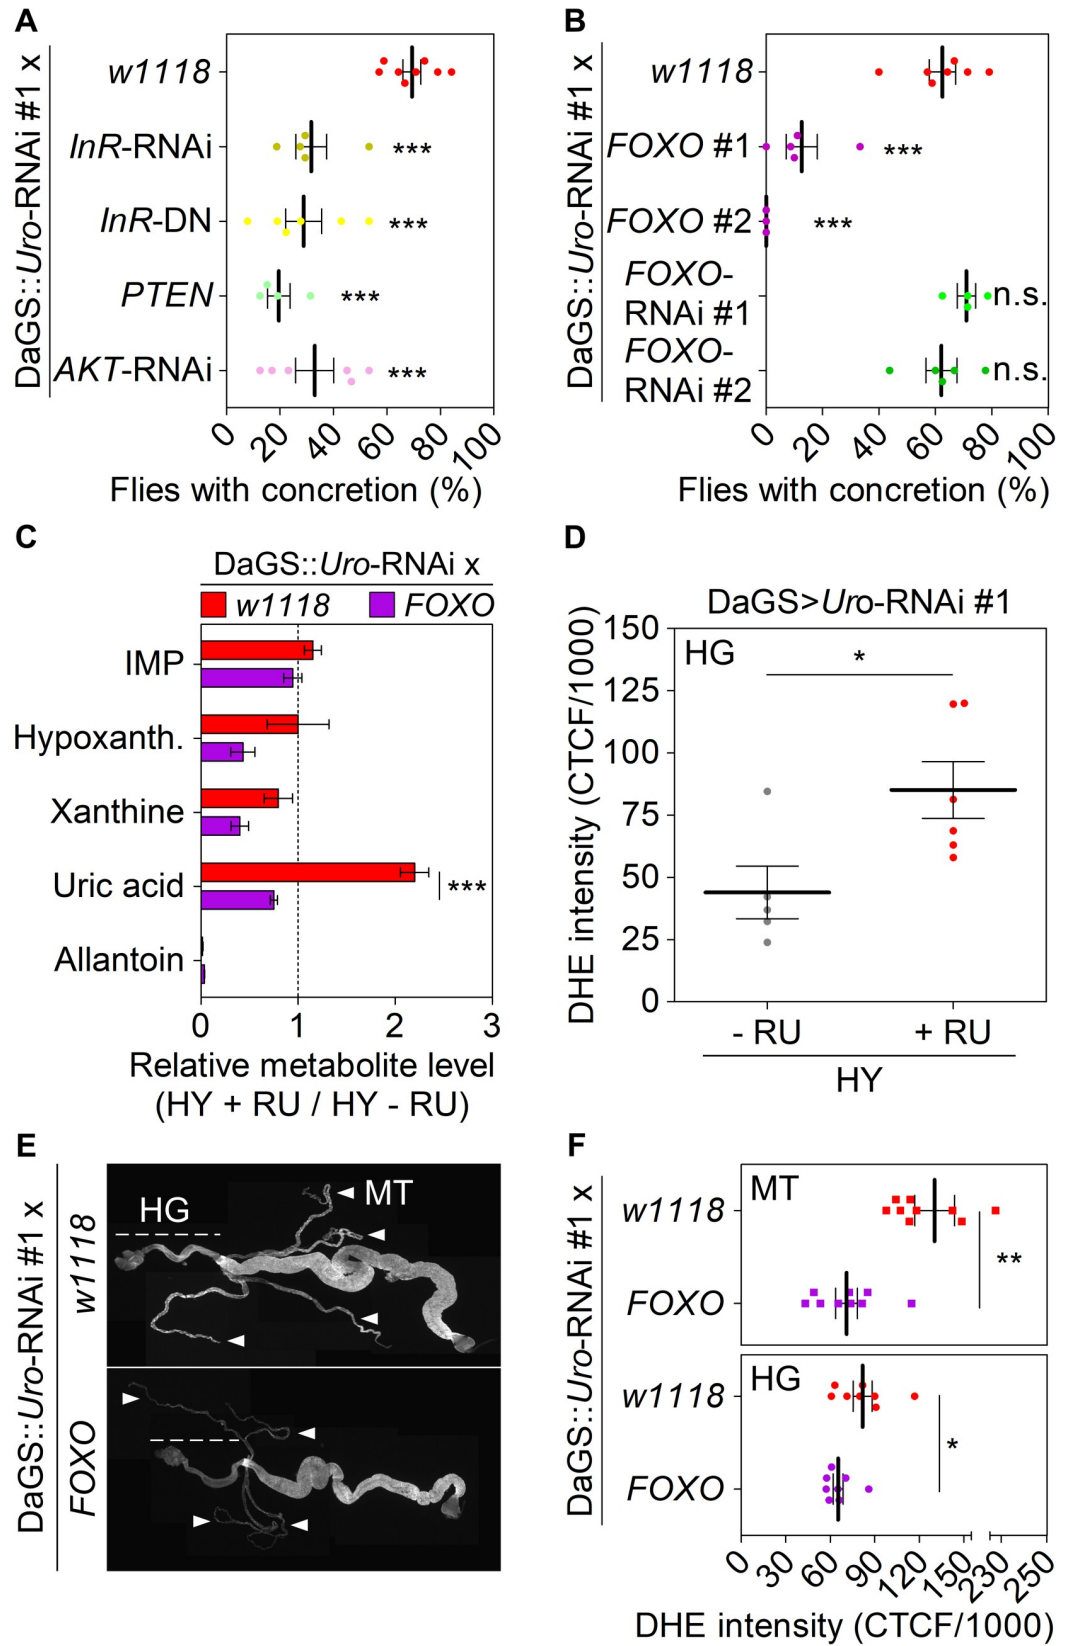 A
DaGS::Uro-RNAi #1 x
w1118
InR-RNAi
***
InR-DN
***
PTEN
***
AKT-RNAi
***
0 20 40 60 80 100
Flies with concretion (%)
B
DaGS::Uro-RNAi #1 x
w1118
FOXO #1
***
FOXO #2
***
FOXO-
RNAi #1
n.s.
FOXO-
RNAi #2
n.s.
0 20 40 60 80 100
Flies with concretion (%)
C
DaGS::Uro-RNAi x
w1118 FOXO
IMP
Hypoxanth.
Xanthine
Uric acid
***
Allantoin
0 1 2 3
Relative metabolite level
(HY + RU / HY - RU)
D
DaGS>Uro-RNAi #1
DHE intensity (CTCF/1000)
150
125
100
75
50
25
0
HG
*
- RU + RU
HY
E
DaGS::Uro-RNAi #1 x
w1118
HG
MT
FOXO
F
DaGS::Uro-RNAi #1 x
MT
w1118
**
FOXO
HG
w1118
*
FOXO
0 30 60 90 120 150 230 250
DHE intensity (CTCF/1000)